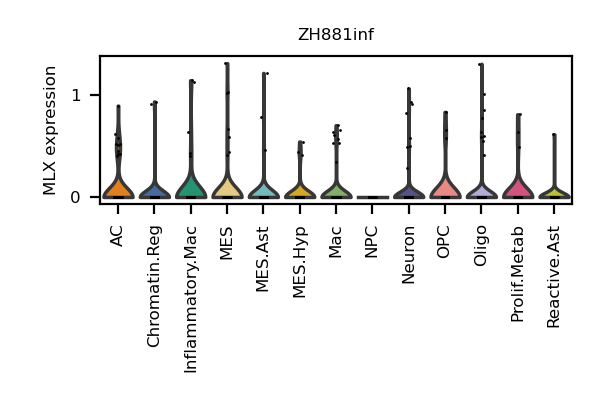 ZH881inf
MLX expression
1
0
AC
Chromatin.Reg
Inflammatory.Mac
MES
MES.Ast
MES.Hyp
Mac
NPC
Neuron
OPC
Oligo
Prolif.Metab
Reactive.Ast